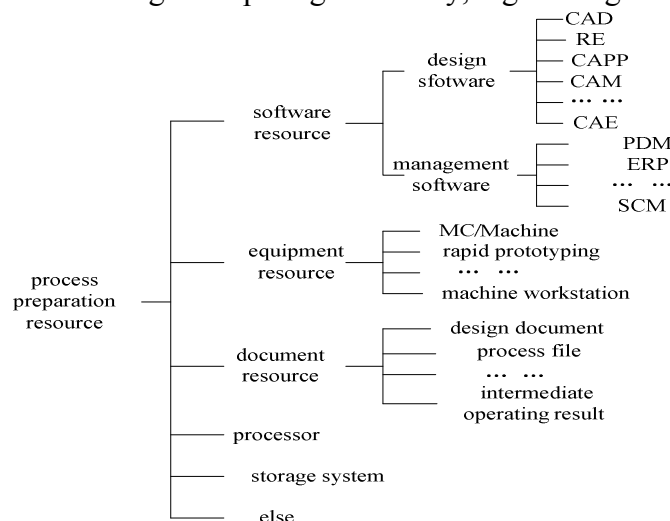 CAD
RE
design
sfotware
CAPP
CAM
... ...
CAE
software
resource
management
software
PDM
ERP
... ...
SCM
equipment
resource
MC/Machine
rapid prototyping
... ...
machine workstation
process
preparation
resource
document
resource
design document
process file
... ...
intermediate
operating result
processor
storage system
else